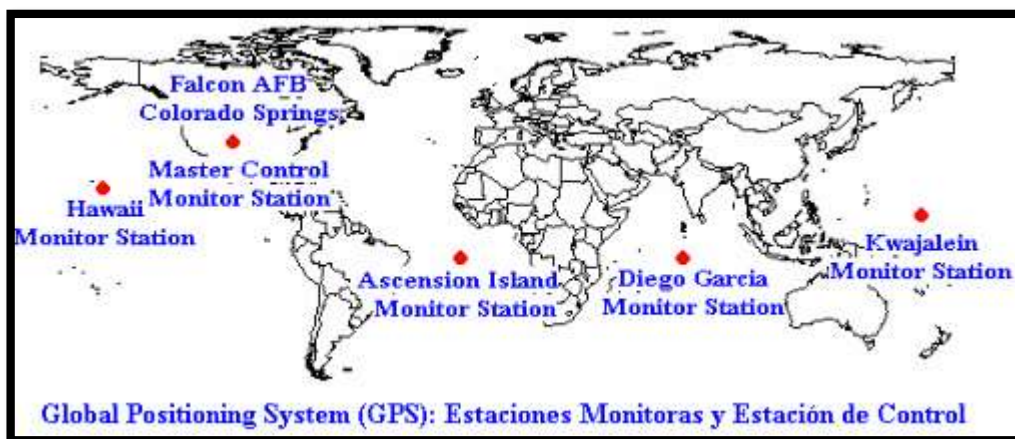 Falcon AFB
Colorado Springs
Master Control
Monitor Station
Hawaii
Monitor Station
Ascension Island
Monitor Station
Diego Garcia
Monitor Station
Kwajalein
Monitor Station
Global Positioning System (GPS): Estaciones Monitoras y Estación de Control